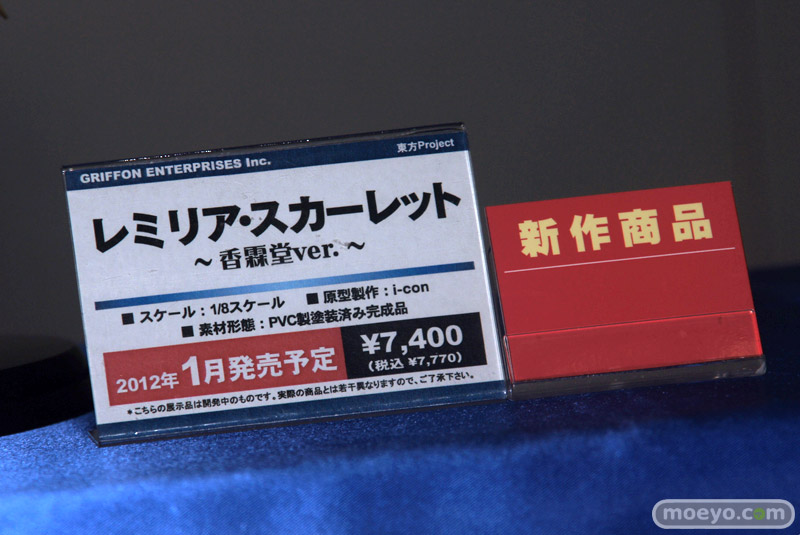 GRIFFON ENTERPRISES Inc.
東方Project
レミリア・スカーレット
～香霖堂ver.～
■ スケール：1/8スケール ■ 原型製作：i-con
■ 素材形態：PVC製塗装済み完成品
2012年 1月発売予定
¥7,400
(税込 ¥7,770)
＊こちらの展示品は開発中のものです。実際の商品とは若干異なりますので、ご了承下さい。
新作商品
moeyo.com